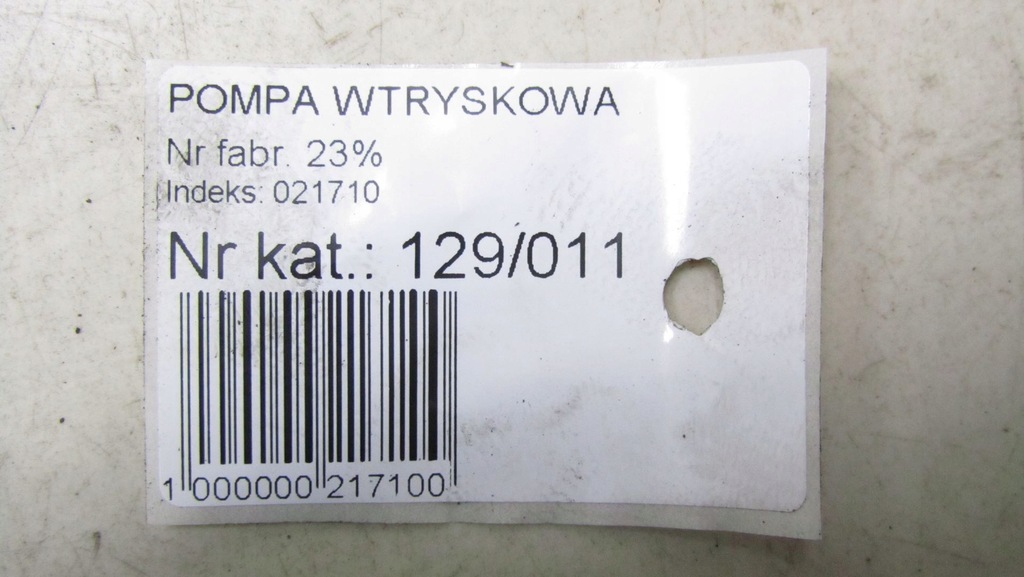 POMPA WTRYSKOWA
Nr fabr. 23%
Indeks: 021710
Nr kat.: 129/011
1 000000 217100